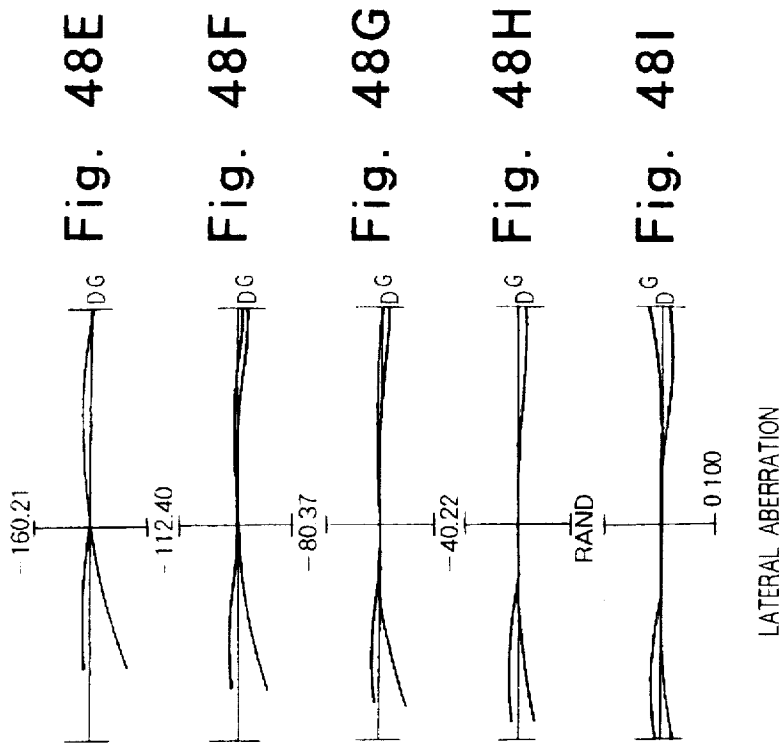 -160.21
DG
Fig. 48E
-112.40
DG
Fig. 48F
-80.37
DG
Fig. 48G
-40.22
DG
Fig. 48H
RAND
D G
Fig. 48I
0.100
LATERAL ABERRATION